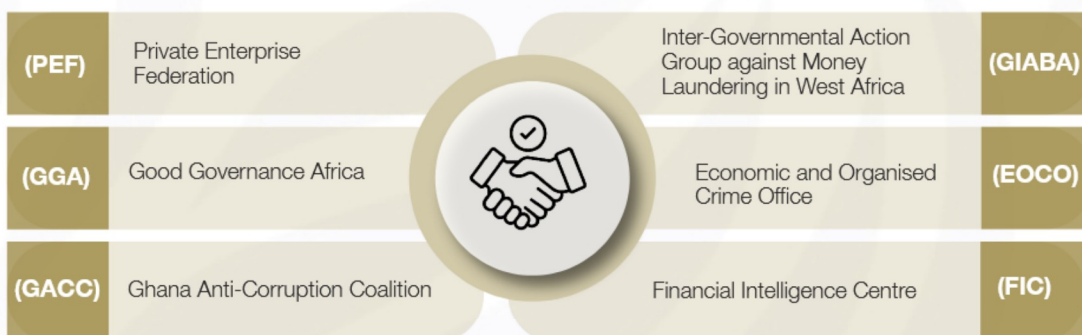 (PEF)
Private Enterprise
Federation
Inter-Governmental Action
Group against Money
Laundering in West Africa
(GIABA)
(GGA)
Good Governance Africa
Economic and Organised
Crime Office
(EOCO)
(GACC)
Ghana Anti-Corruption Coalition
Financial Intelligence Centre
(FIC)